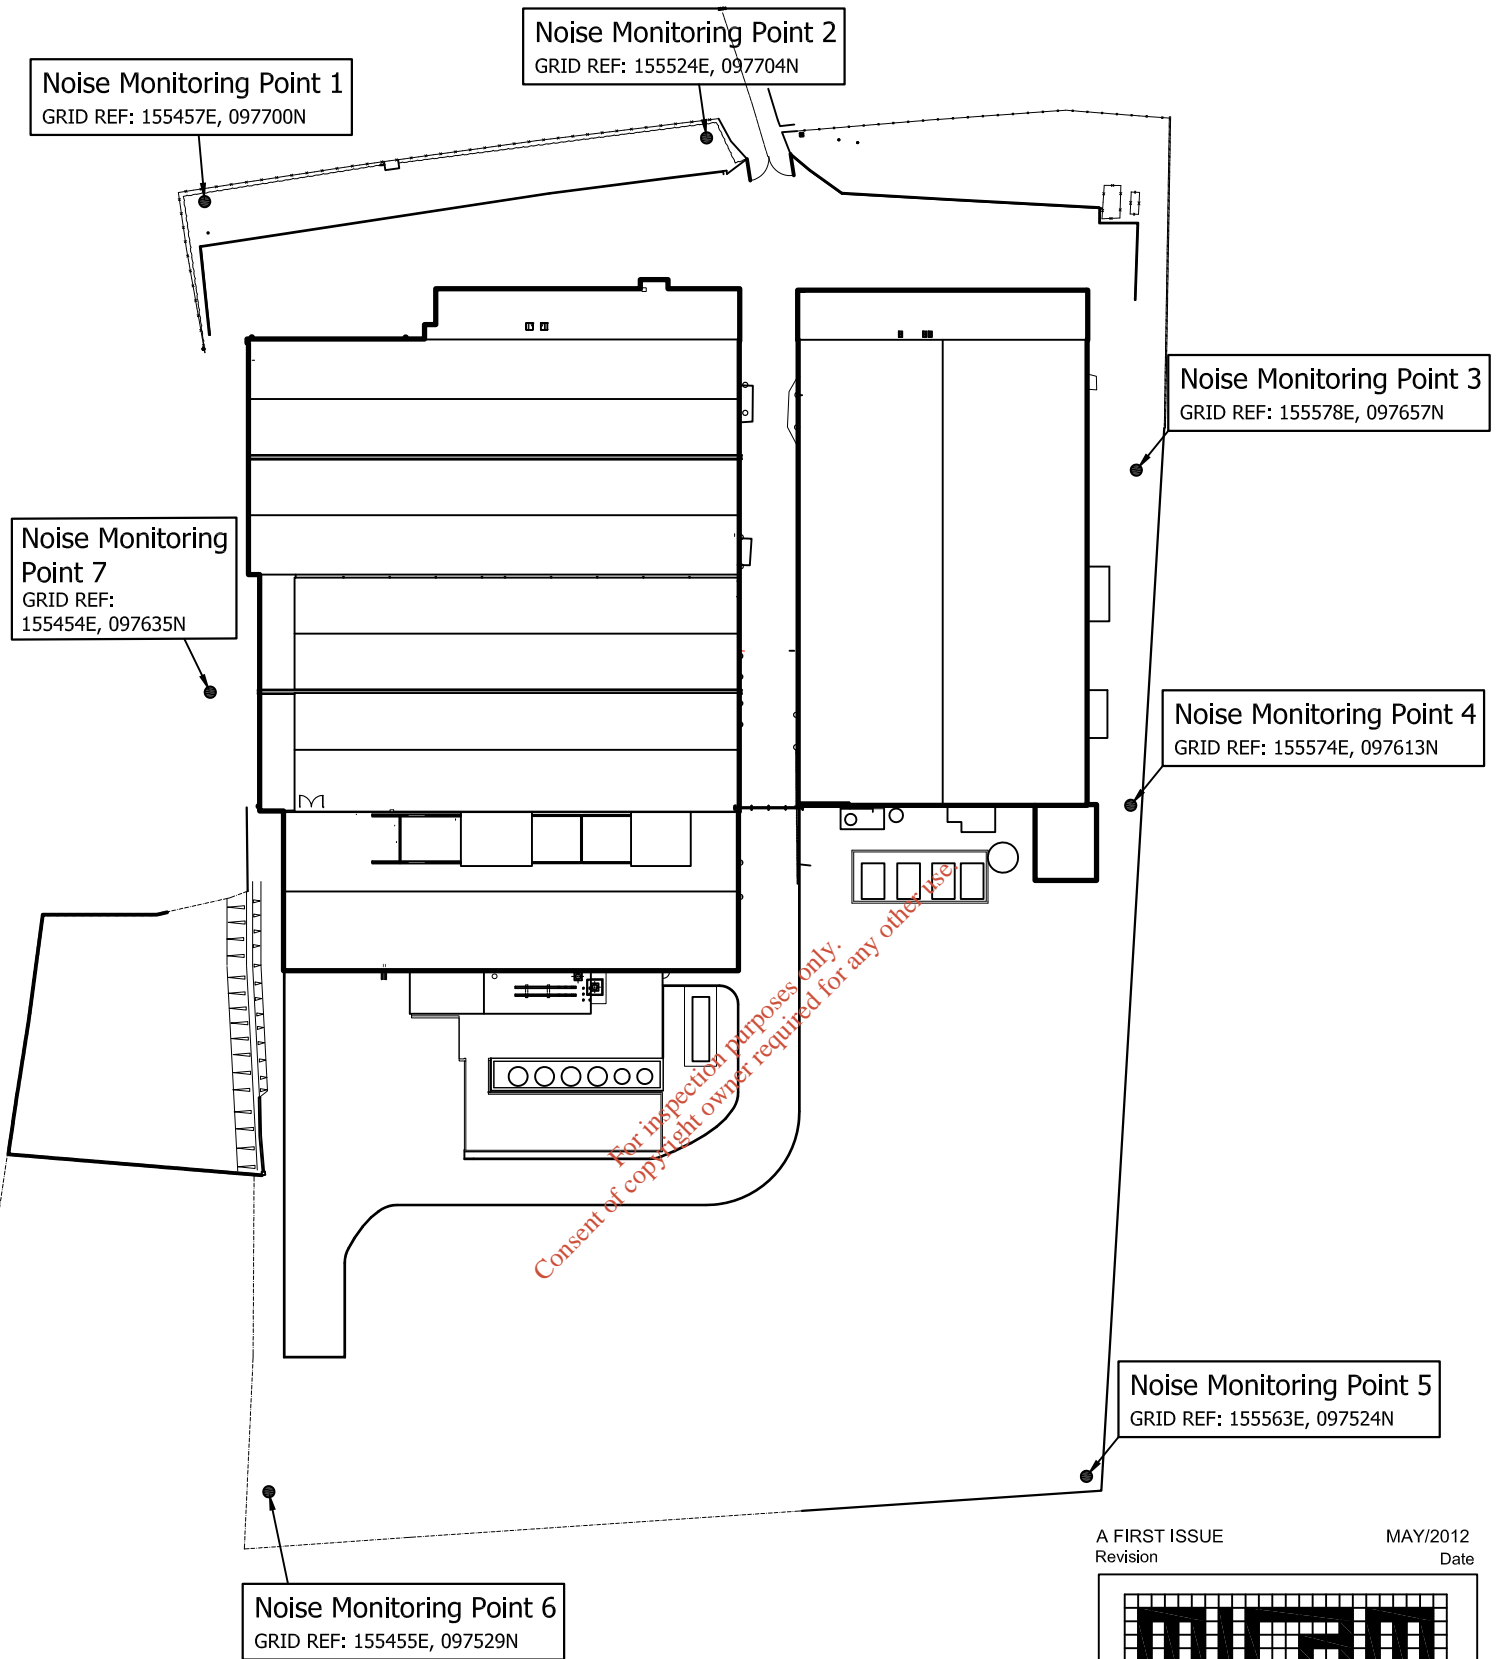 Noise Monitoring Point 2
GRID REF: 155524E, 097704N
Noise Monitoring Point 1
GRID REF: 155457E, 097700N
Noise Monitoring Point 3
GRID REF: 155578E, 097657N
Noise Monitoring
Point 7
GRID REF:
155454E, 097635N
Noise Monitoring Point 4
GRID REF: 155574E, 097613N
For inspection purposes only.
Consent of copyright owner required for any other use.
Noise Monitoring Point 5
GRID REF: 155563E, 097524N
A FIRST ISSUE MAY/2012
Revision Date
Noise Monitoring Point 6
GRID REF: 155455E, 097529N